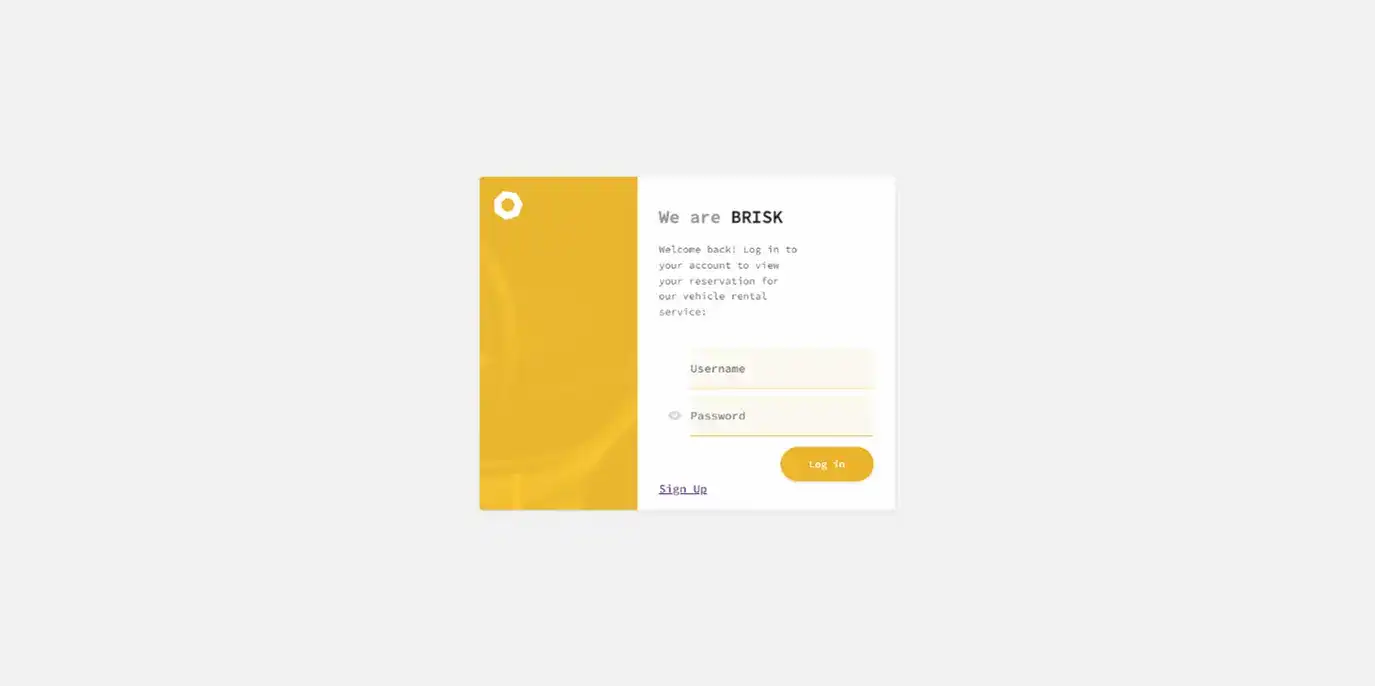 We are BRISK
Welcome back! Log in to
your account to view
your reservation for
our vehicle rental
service:
Username
Password
Log in
Sign Up